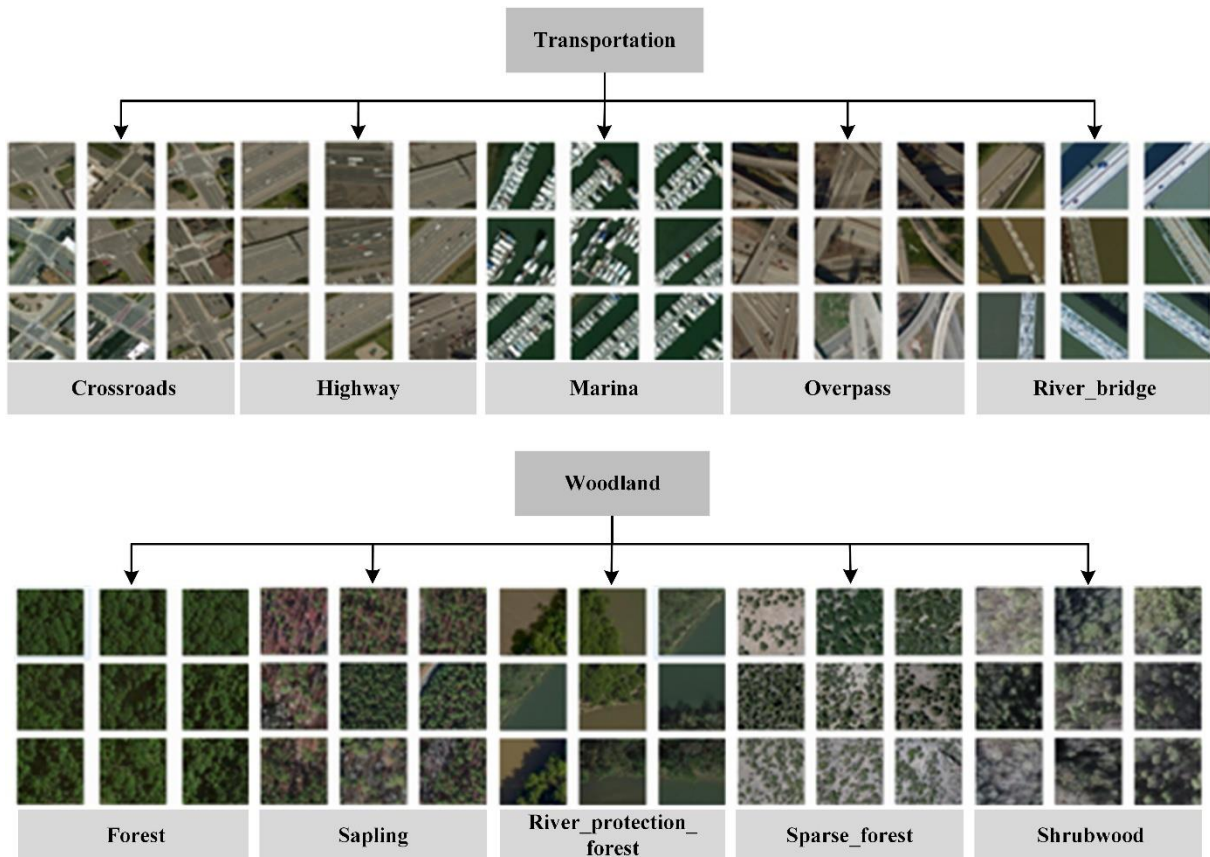 Transportation
Crossroads
Highway
Marina
Overpass
River_bridge
Woodland
Forest
Sapling
River_protection_
forest
Sparse_forest
Shrubwood